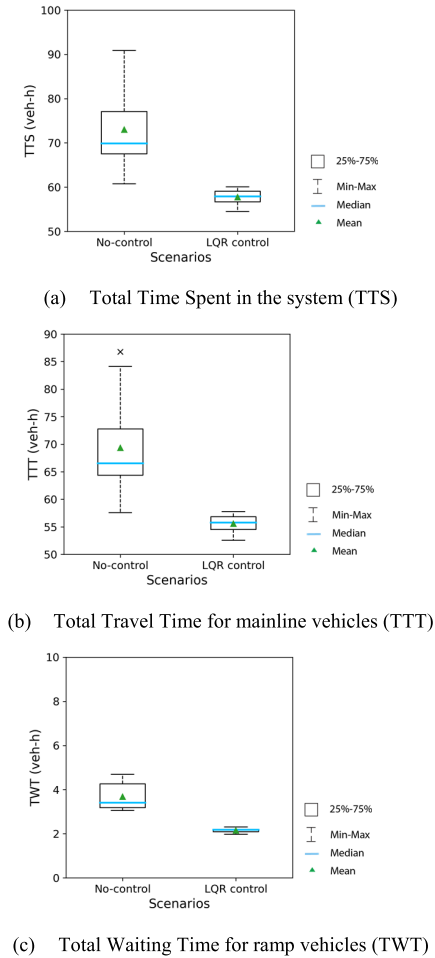 100
90
80
70
60
50
TTS (veh-h)
No-control
LQR control
Scenarios
25%-75%
Min-Max
Median
Mean
(a) Total Time Spent in the system (TTS)
90
85
80
75
70
65
60
55
50
TTT (veh-h)
No-control
LQR control
Scenarios
25%-75%
Min-Max
Median
Mean
(b) Total Travel Time for mainline vehicles (TTT)
10
8
6
4
2
0
TWT (veh-h)
No-control
LQR control
Scenarios
25%-75%
Min-Max
Median
Mean
(c) Total Waiting Time for ramp vehicles (TWT)